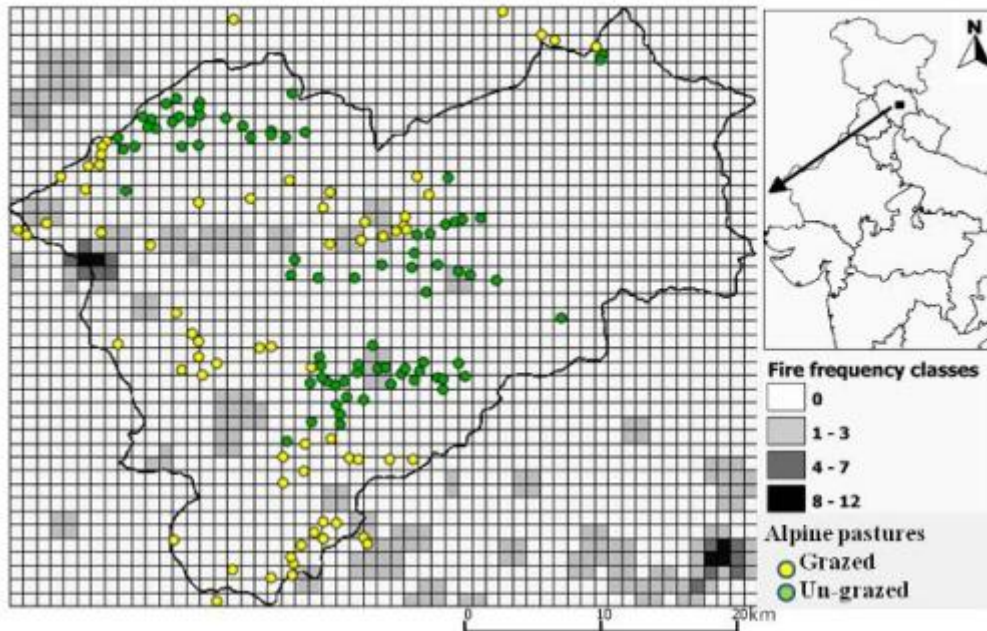 N
Fire frequency classes
0
1 - 3
4 - 7
8 - 12
Alpine pastures
Grazed
Un-grazed
0 10 20km